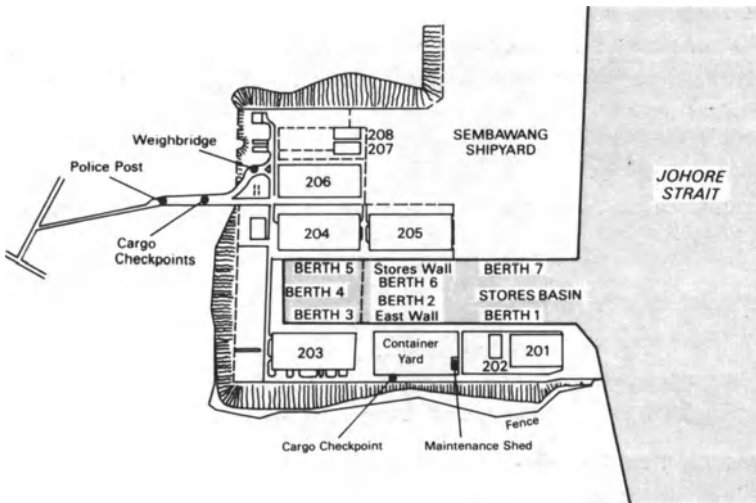 208
Weighbridge
207
SEMBAWANG
SHIPYARD
Police Post
206
JOHORE
STRAIT
Cargo
Checkpoints
204
205
BERTH 5
Stores Wall
BERTH 7
BERTH 6
BERTH 4
BERTH 2
STORES BASIN
BERTH 3
East Wall
BERTH 1
203
Container
Yard
202
201
Fence
Cargo Checkpoint
Maintenance Shed